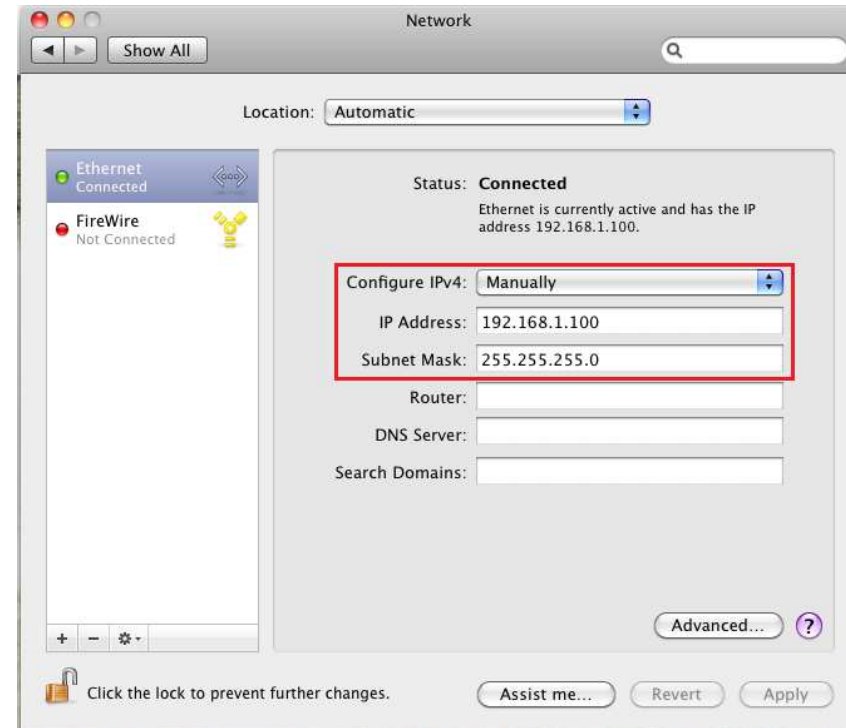 Network
Show All
Location: Automatic
Ethernet
Connected
FireWire
Not Connected
Status: Connected
Ethernet is currently active and has the IP
address 192.168.1.100.
Configure IPv4: Manually
IP Address: 192.168.1.100
Subnet Mask: 255.255.255.0
Router:
DNS Server:
Search Domains:
Advanced... ?
+ −
Click the lock to prevent further changes.
Assist me... Revert Apply